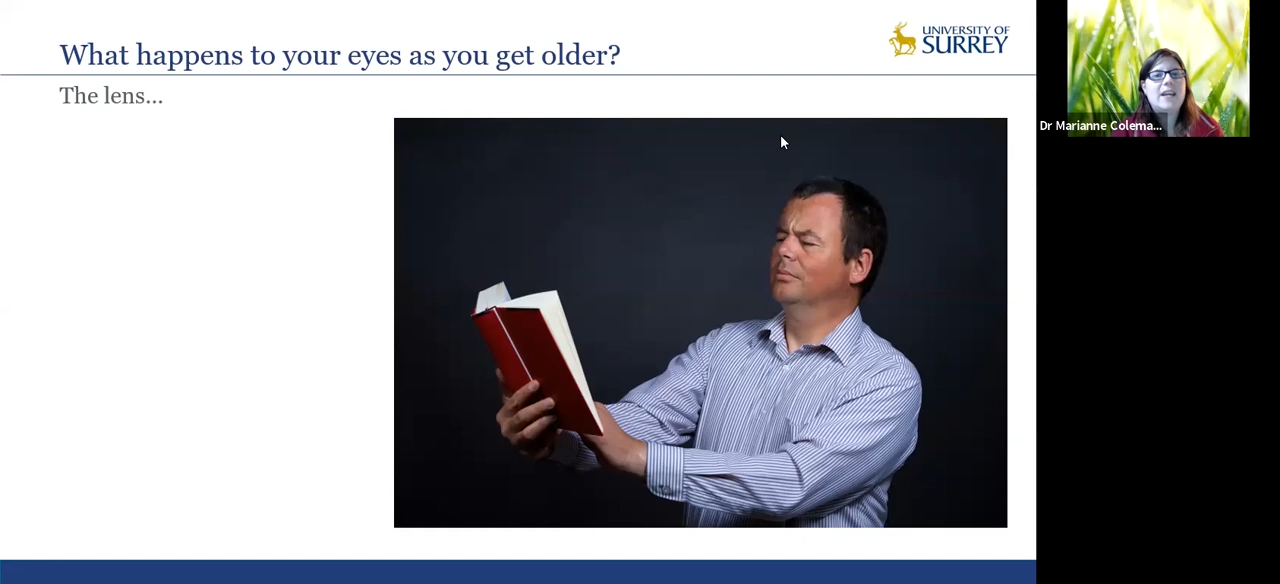 What happens to your eyes as you get older?
UNIVERSITY OF
SURREY
The lens...
Dr Marianne Colema...